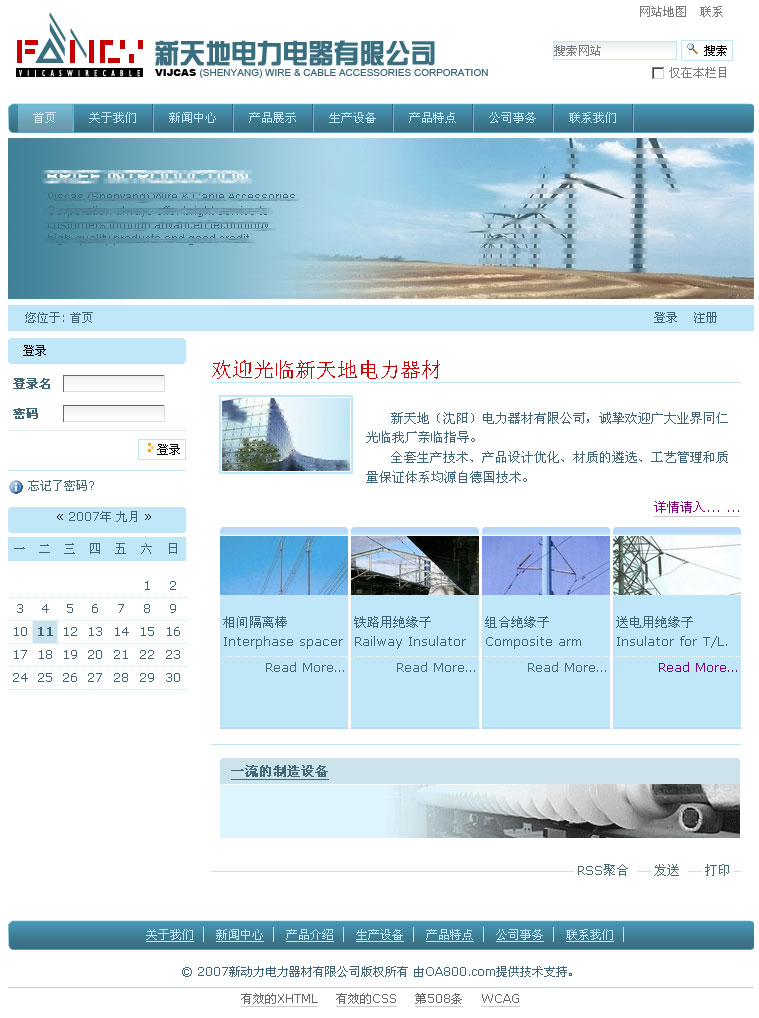 网站地图 联系
FANCY
VIJCASWIRECABLE
新天地电力电器有限公司
VIJCAS (SHENYANG) WIRE & CABLE ACCESSORIES CORPORATION
搜索网站 搜索
仅在本栏目
首页 关于我们 新闻中心 产品展示 生产设备 产品特点 公司事务 联系我们
BRIEF INTRODUCTION
(Shenyang) Wire & Cable Accessories
high quality products and good credit
您位于: 首页 登录 注册
登录
登录名
密码
登录
忘记了密码?
« 2007年 九月 »
一 二 三 四 五 六 日
1 2
3 4 5 6 7 8 9
10 11 12 13 14 15 16
17 18 19 20 21 22 23
24 25 26 27 28 29 30
欢迎光临新天地电力器材
新天地（沈阳）电力器材有限公司，诚挚欢迎广大业界同仁
光临我厂亲临指导。
全套生产技术、产品设计优化、材质的遴选、工艺管理和质
量保证体系均源自德国技术。
详情请入... ...
相间隔离棒
Interphase spacer
Read More...
铁路用绝缘子
Railway Insulator
Read More...
组合绝缘子
Composite arm
Read More...
送电用绝缘子
Insulator for T/L.
Read More...
一流的制造设备
RSS聚合 发送 打印
关于我们 新闻中心 产品介绍 生产设备 产品特点 公司事务 联系我们
© 2007新动力电力器材有限公司版权所有 由OA800.com提供技术支持。
有效的XHTML 有效的CSS 第508条 WCAG